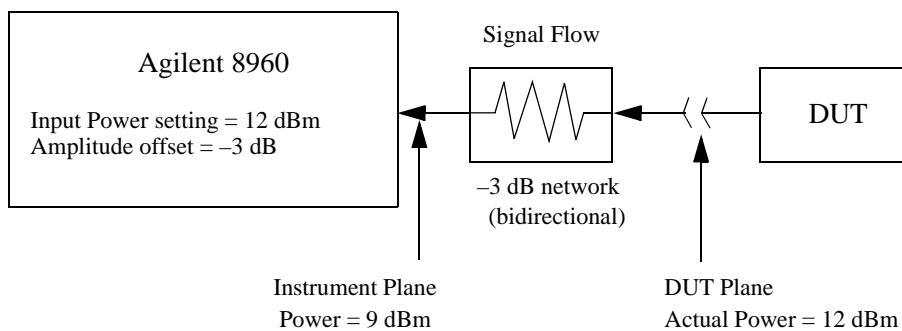 Signal Flow
Agilent 8960
Input Power setting = 12 dBm
Amplitude offset = –3 dB
DUT
–3 dB network
(bidirectional)
Instrument Plane
Power = 9 dBm
DUT Plane
Actual Power = 12 dBm